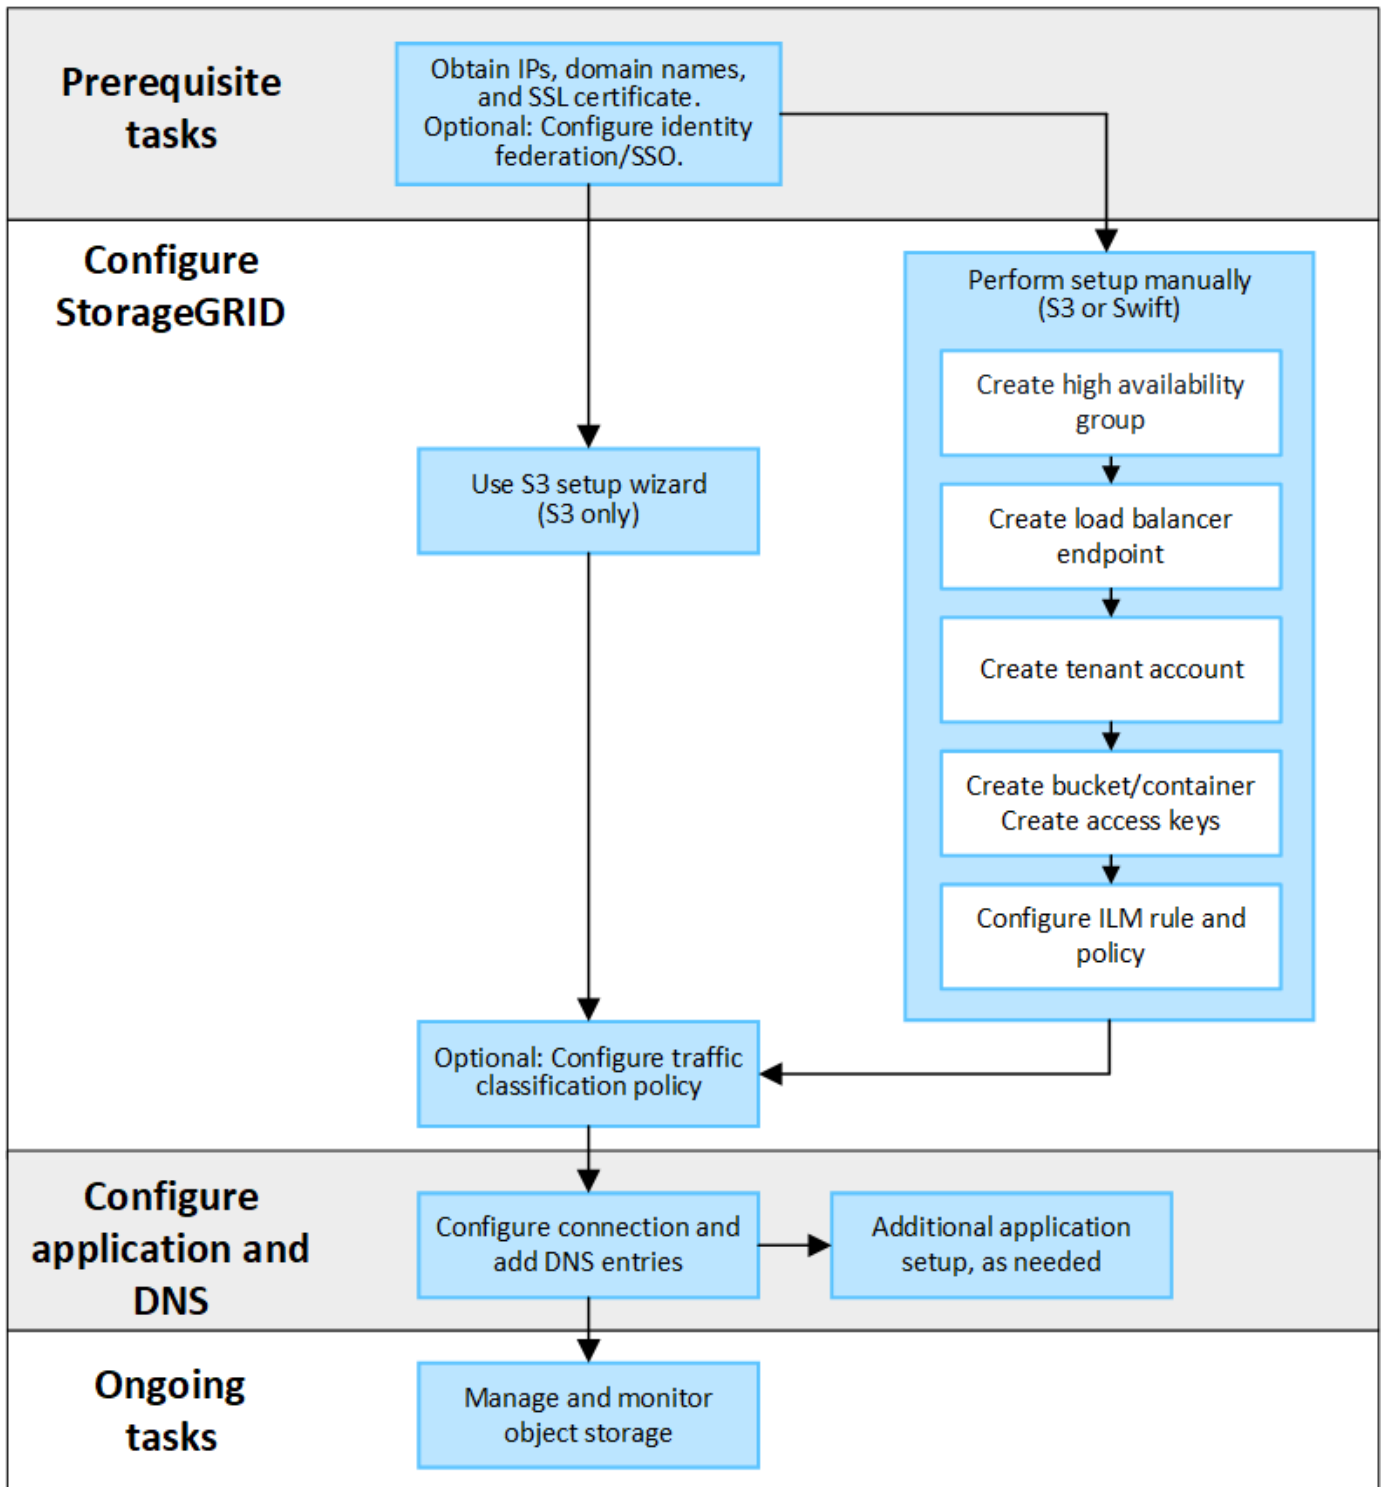 Prerequisite
tasks
Obtain IPs, domain names,
and SSL certificate.
Optional: Configure identity
federation/SSO.
Configure
StorageGRID
Perform setup manually
(S3 or Swift)
Create high availability
group
Create load balancer
endpoint
Create tenant account
Create bucket/container
Create access keys
Configure ILM rule and
policy
Use S3 setup wizard
(S3 only)
Optional: Configure traffic
classification policy
Configure
application and
DNS
Configure connection and
add DNS entries
Additional application
setup, as needed
Ongoing
tasks
Manage and monitor
object storage